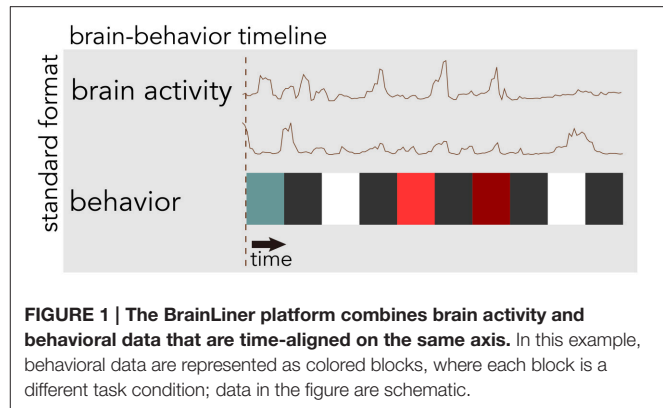 brain-behavior timeline
standard format
brain activity
behavior
time
FIGURE 1 | The BrainLiner platform combines brain activity and
behavioral data that are time-aligned on the same axis. In this example,
behavioral data are represented as colored blocks, where each block is a
different task condition; data in the figure are schematic.